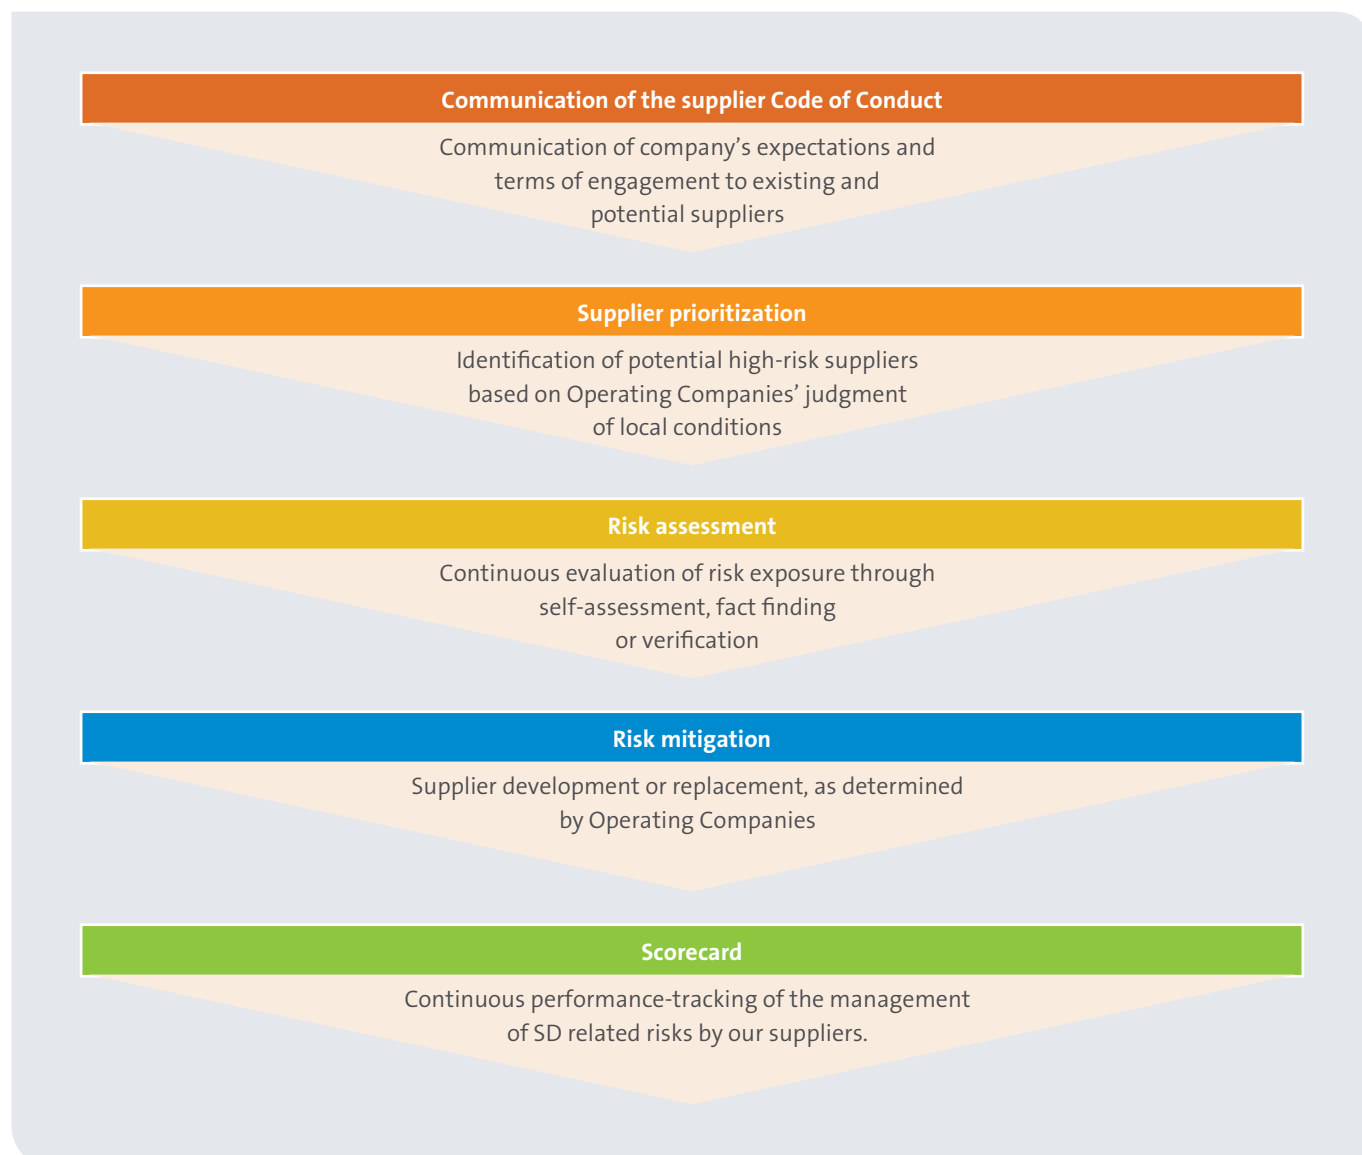 Communication of the supplier Code of Conduct
Communication of company’s expectations and
terms of engagement to existing and
potential suppliers
Supplier prioritization
Identification of potential high-risk suppliers
based on Operating Companies’ judgment
of local conditions
Risk assessment
Continuous evaluation of risk exposure through
self-assessment, fact finding
or verification
Risk mitigation
Supplier development or replacement, as determined
by Operating Companies
Scorecard
Continuous performance-tracking of the management
of SD related risks by our suppliers.